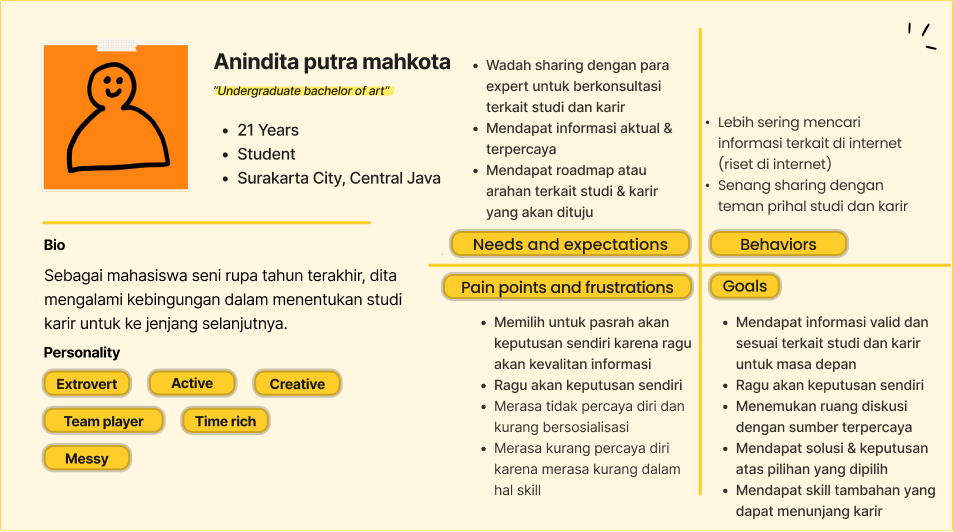 Anindita putra mahkota
“Undergraduate bachelor of art”
• 21 Years
• Student
• Surakarta City, Central Java
Bio
Sebagai mahasiswa seni rupa tahun terakhir, dita
mengalami kebingungan dalam menentukan studi
karir untuk ke jenjang selanjutnya.
Personality
Extrovert
Active
Creative
Team player
Time rich
Messy
• Wadah sharing dengan para
expert untuk berkonsultasi
terkait studi dan karir
• Mendapat informasi aktual &
terpercaya
• Mendapat roadmap atau
arahan terkait studi & karir
yang akan dituju
Needs and expectations
• Lebih sering mencari
informasi terkait di internet
(riset di internet)
• Senang sharing dengan
teman prihal studi dan karir
Behaviors
Pain points and frustrations
• Memilih untuk pasrah akan
keputusan sendiri karena ragu
akan kevalitan informasi
• Ragu akan keputusan sendiri
• Merasa tidak percaya diri dan
kurang bersosialisasi
• Merasa kurang percaya diri
karena merasa kurang dalam
hal skill
Goals
• Mendapat informasi valid dan
sesuai terkait studi dan karir
untuk masa depan
• Ragu akan keputusan sendiri
• Menemukan ruang diskusi
dengan sumber terpercaya
• Mendapat solusi & keputusan
atas pilihan yang dipilih
• Mendapat skill tambahan yang
dapat menunjang karir